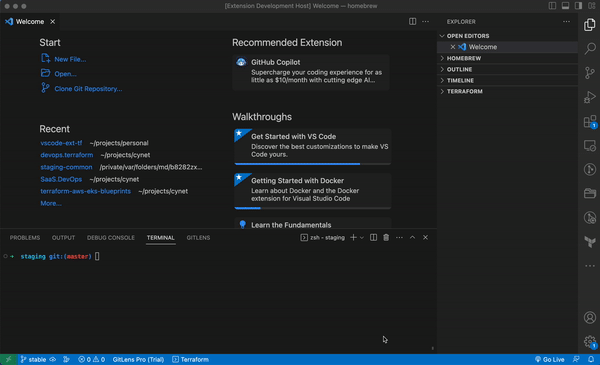 [Extension Development Host] Welcome — homebrew
Welcome
EXPLORER
OPEN EDITORS
Welcome
HOMEBREW
OUTLINE
TIMELINE
TERRAFORM
Start
New File...
Open...
Clone Git Repository...
Recent
vscode-ext-tf ~/projects/personal
devops.terraform ~/projects/cynet
staging-common /private/var/folders/md/b8282zx...
SaaS.DevOps ~/projects/cynet
terraform-aws-eks-blueprints ~/projects/cynet
More...
Recommended Extension
GitHub Copilot
Supercharge your coding experience for as
little as $10/month with cutting edge AI...
Walkthroughs
Get Started with VS Code
Discover the best customizations to make VS
Code yours.
Getting Started with Docker
Learn about Docker and the Docker
extension for Visual Studio Code
Learn the Fundamentals
PROBLEMS OUTPUT DEBUG CONSOLE TERMINAL GITLENS
zsh - staging
staging git:(master)
stable
0 0
GitLens Pro (Trial)
Terraform
Go Live
1
1